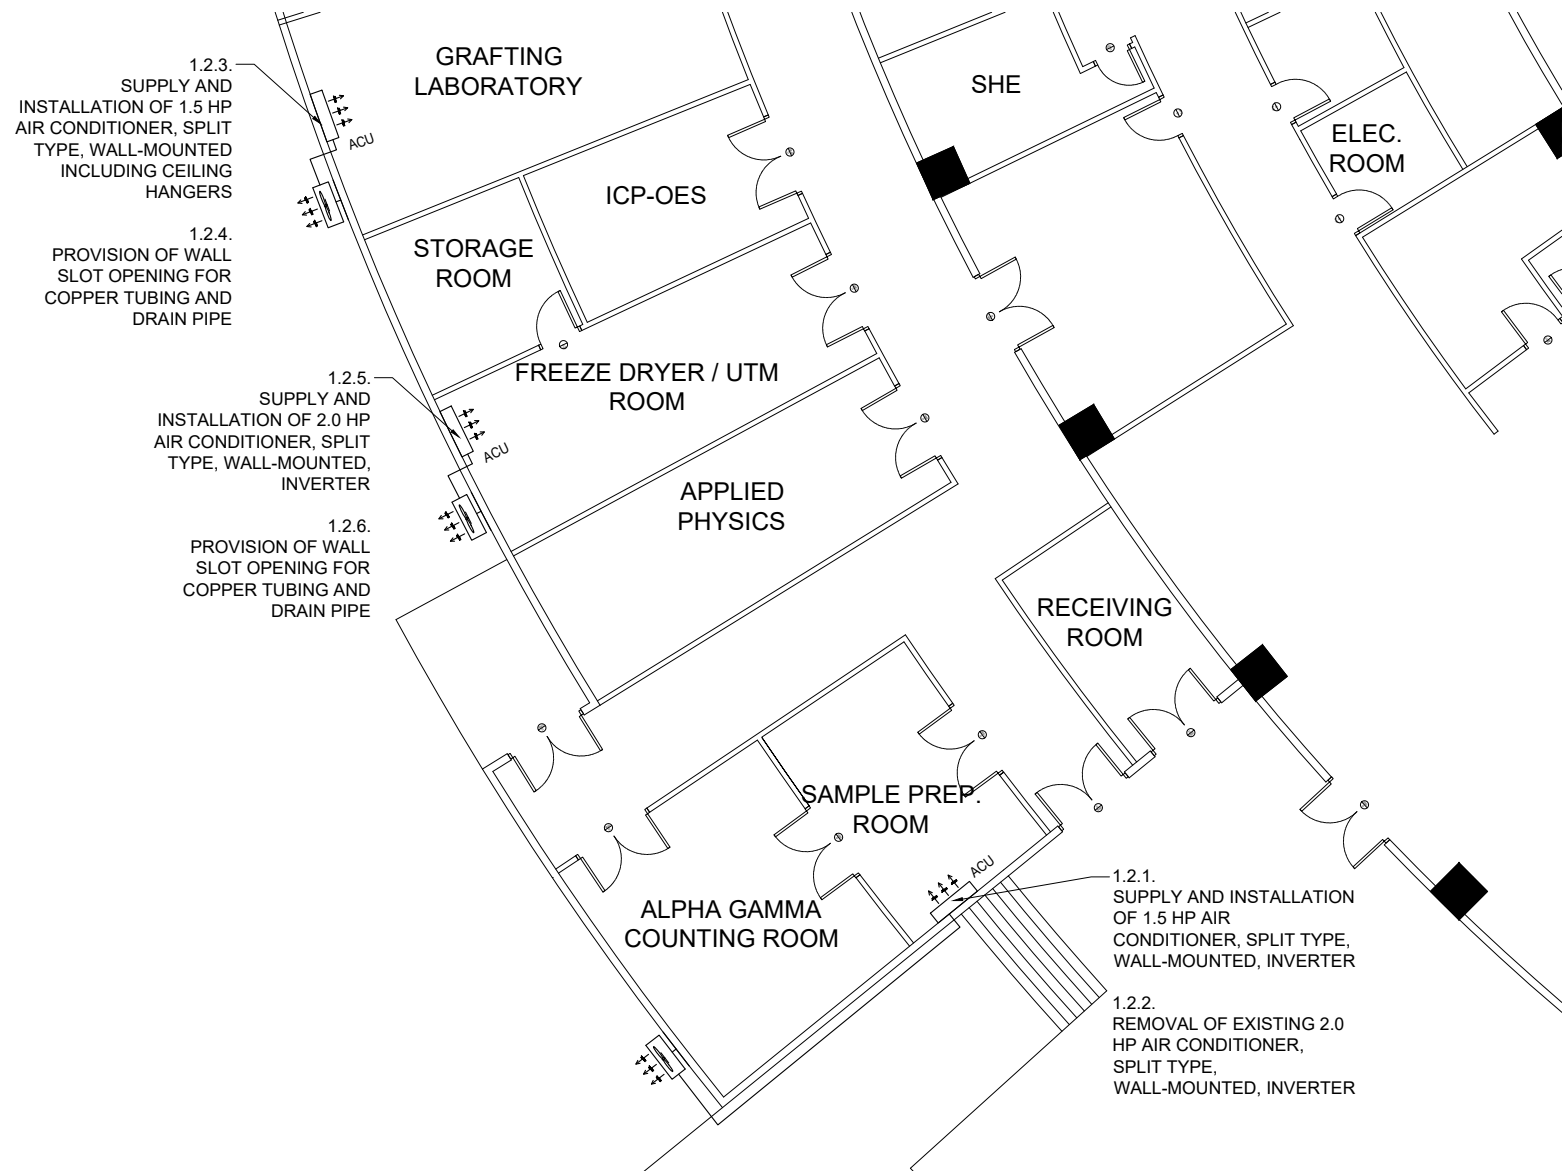 GRAFTING
LABORATORY
SHE
ELEC.
ROOM
1.2.3.
SUPPLY AND
INSTALLATION OF 1.5 HP
AIR CONDITIONER, SPLIT
TYPE, WALL-MOUNTED
INCLUDING CEILING
HANGERS
ACU
1.2.4.
PROVISION OF WALL
SLOT OPENING FOR
COPPER TUBING AND
DRAIN PIPE
ICP-OES
STORAGE
ROOM
1.2.5.
SUPPLY AND
INSTALLATION OF 2.0 HP
AIR CONDITIONER, SPLIT
TYPE, WALL-MOUNTED,
INVERTER
ACU
FREEZE DRYER / UTM
ROOM
1.2.6.
PROVISION OF WALL
SLOT OPENING FOR
COPPER TUBING AND
DRAIN PIPE
APPLIED
PHYSICS
RECEIVING
ROOM
SAMPLE PREP.
ROOM
ACU
ALPHA GAMMA
COUNTING ROOM
1.2.1.
SUPPLY AND INSTALLATION
OF 1.5 HP AIR
CONDITIONER, SPLIT TYPE,
WALL-MOUNTED, INVERTER
1.2.2.
REMOVAL OF EXISTING 2.0
HP AIR CONDITIONER,
SPLIT TYPE,
WALL-MOUNTED, INVERTER